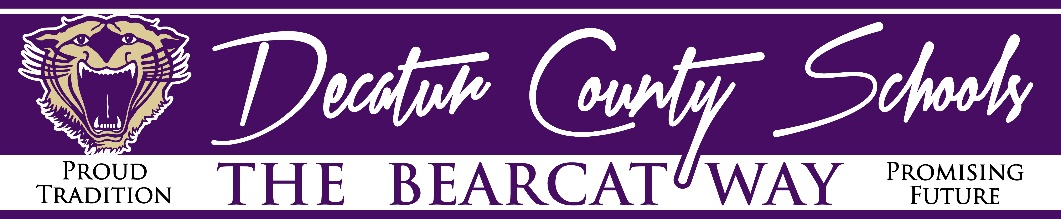 Decatur County Schools
PROUD
TRADITION
THE BEARCAT WAY
PROMISING
FUTURE